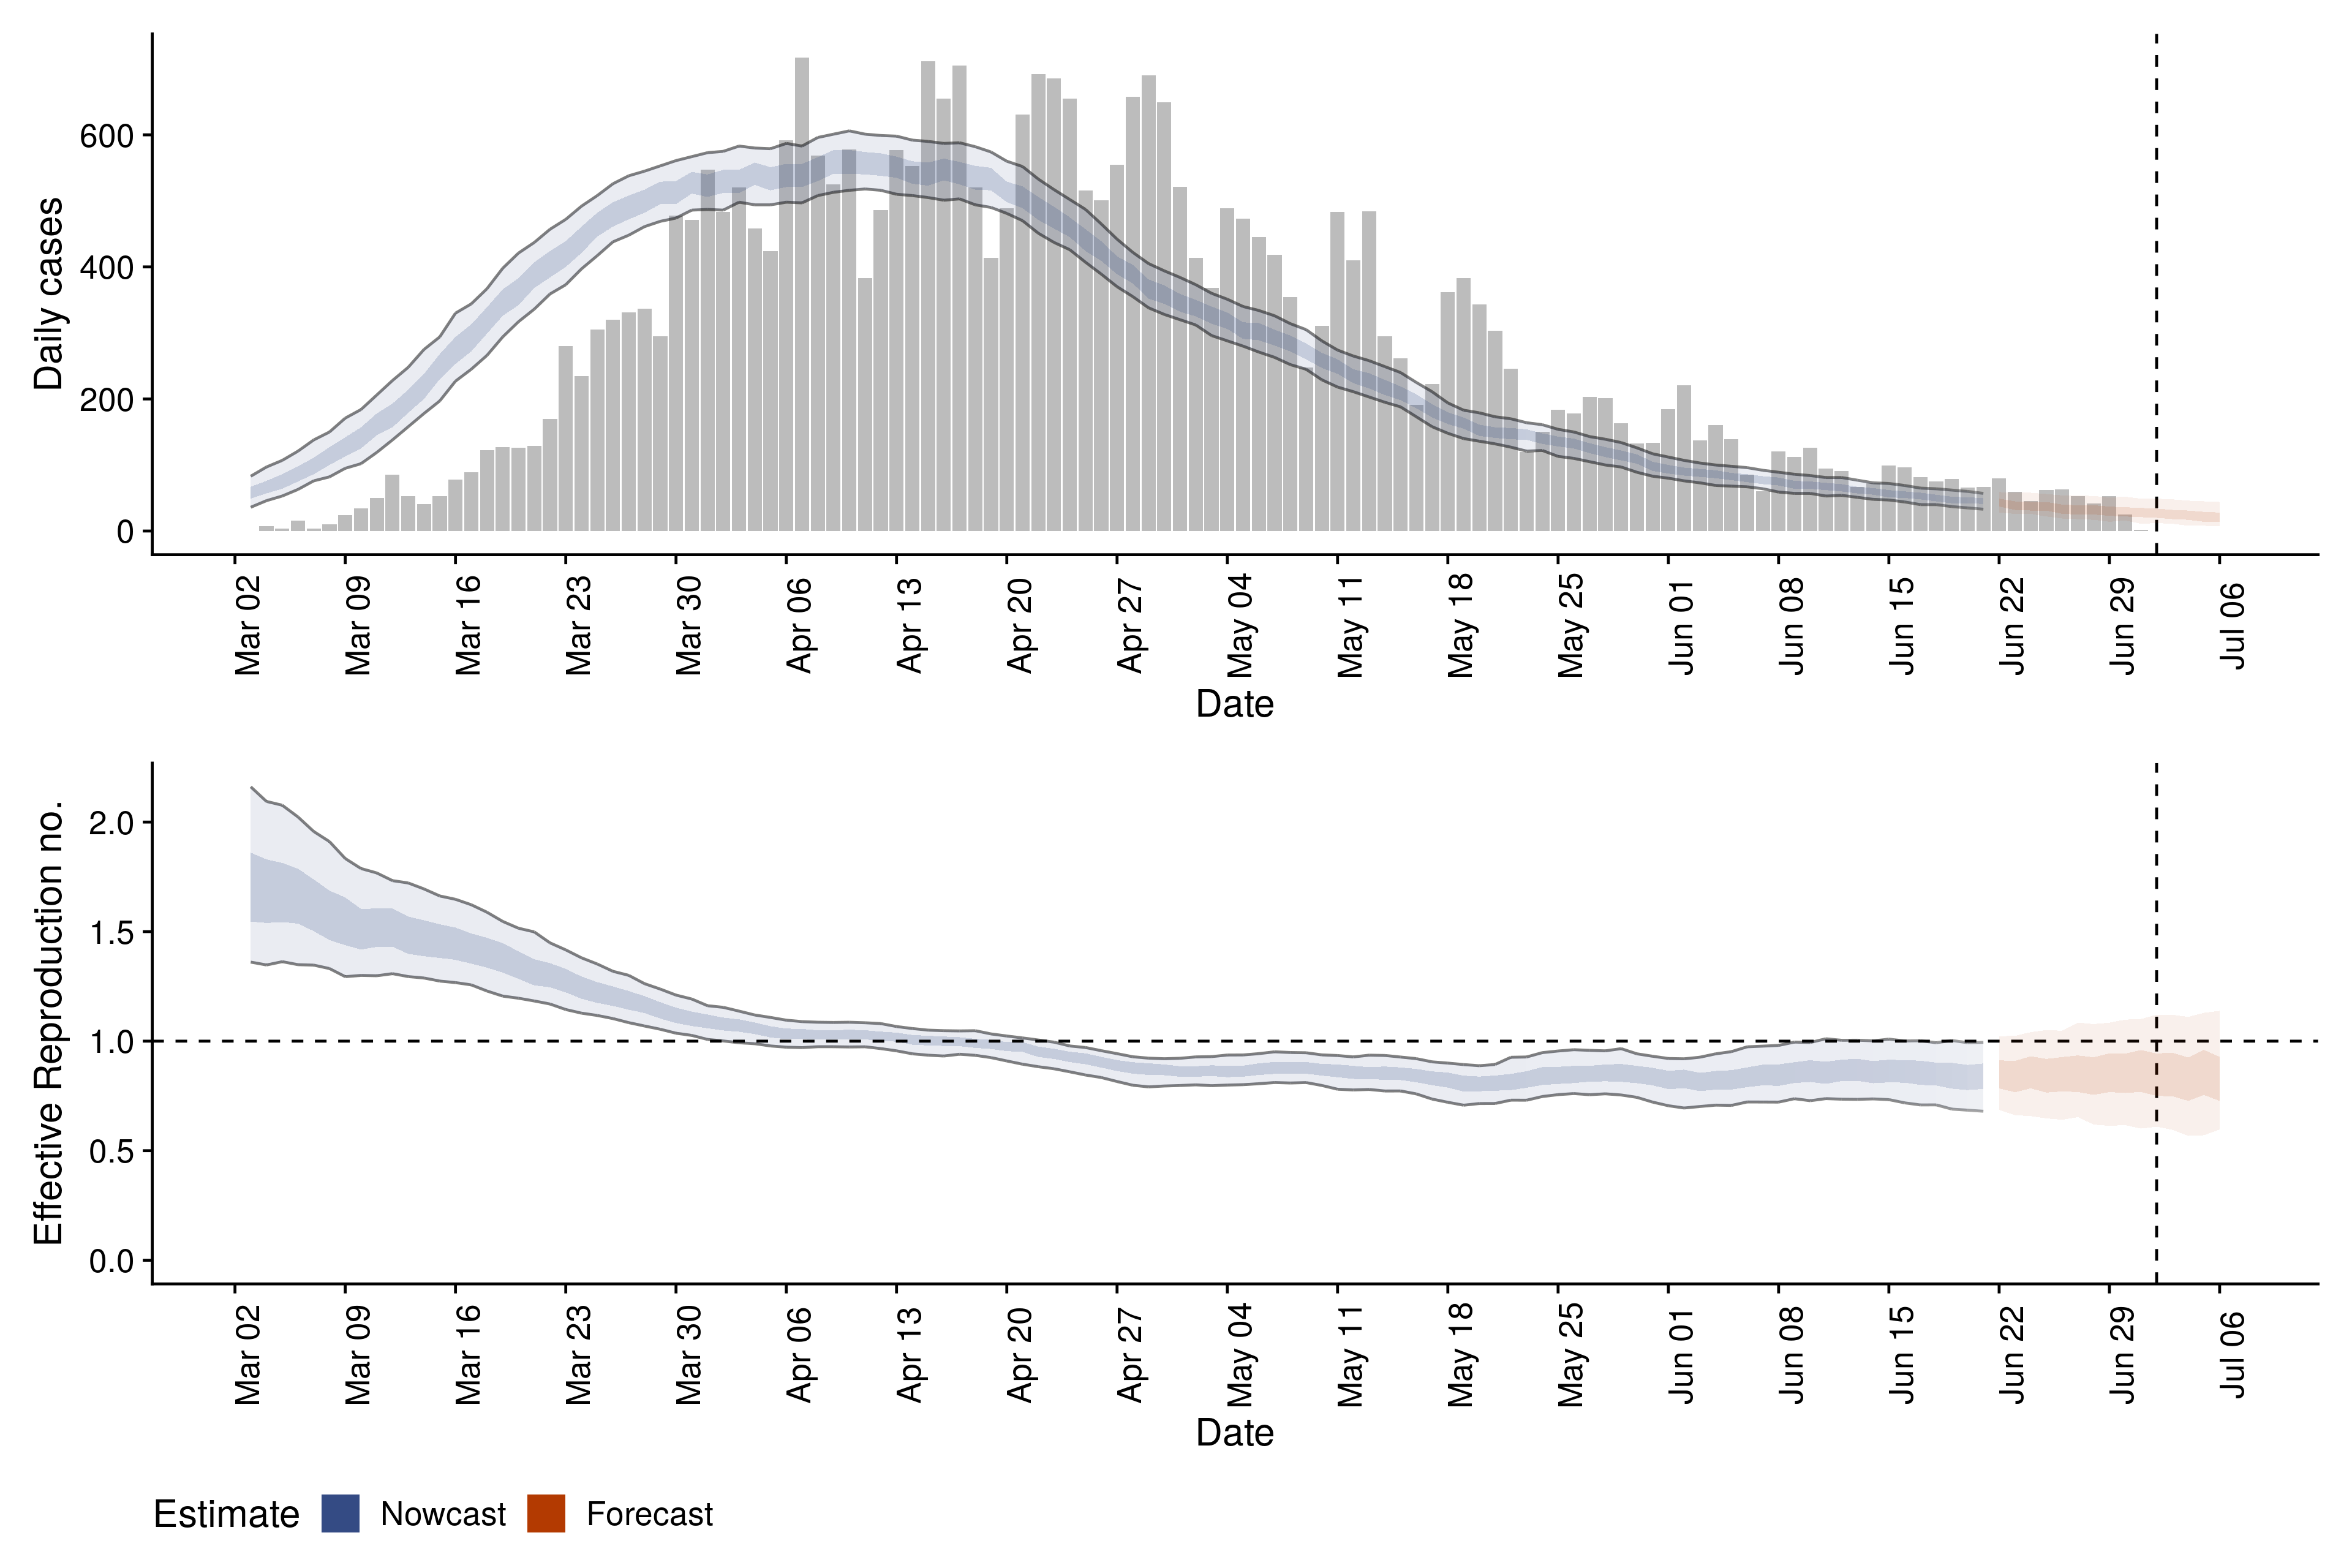 Daily cases
600
400
200
0
Mar 02 Mar 09 Mar 16 Mar 23 Mar 30 Apr 06 Apr 13 Apr 20 Apr 27 May 04 May 11 May 18 May 25 Jun 01 Jun 08 Jun 15 Jun 22 Jun 29 Jul 06
Date
Effective Reproduction no.
2.0
1.5
1.0
0.5
0.0
Mar 02 Mar 09 Mar 16 Mar 23 Mar 30 Apr 06 Apr 13 Apr 20 Apr 27 May 04 May 11 May 18 May 25 Jun 01 Jun 08 Jun 15 Jun 22 Jun 29 Jul 06
Date
Estimate Nowcast Forecast